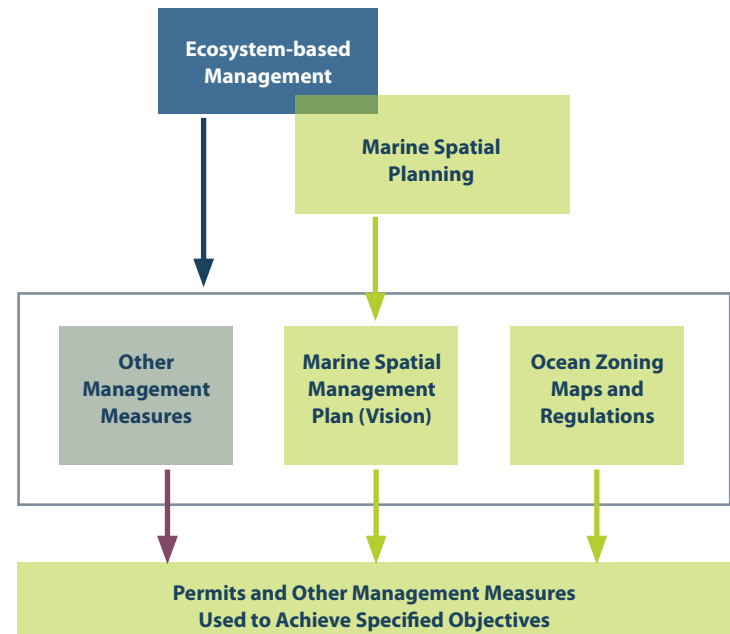 Ecosystem-based
Management
Marine Spatial
Planning
Other
Management
Measures
Marine Spatial
Management
Plan (Vision)
Ocean Zoning
Maps and
Regulations
Permits and Other Management Measures
Used to Achieve Specified Objectives